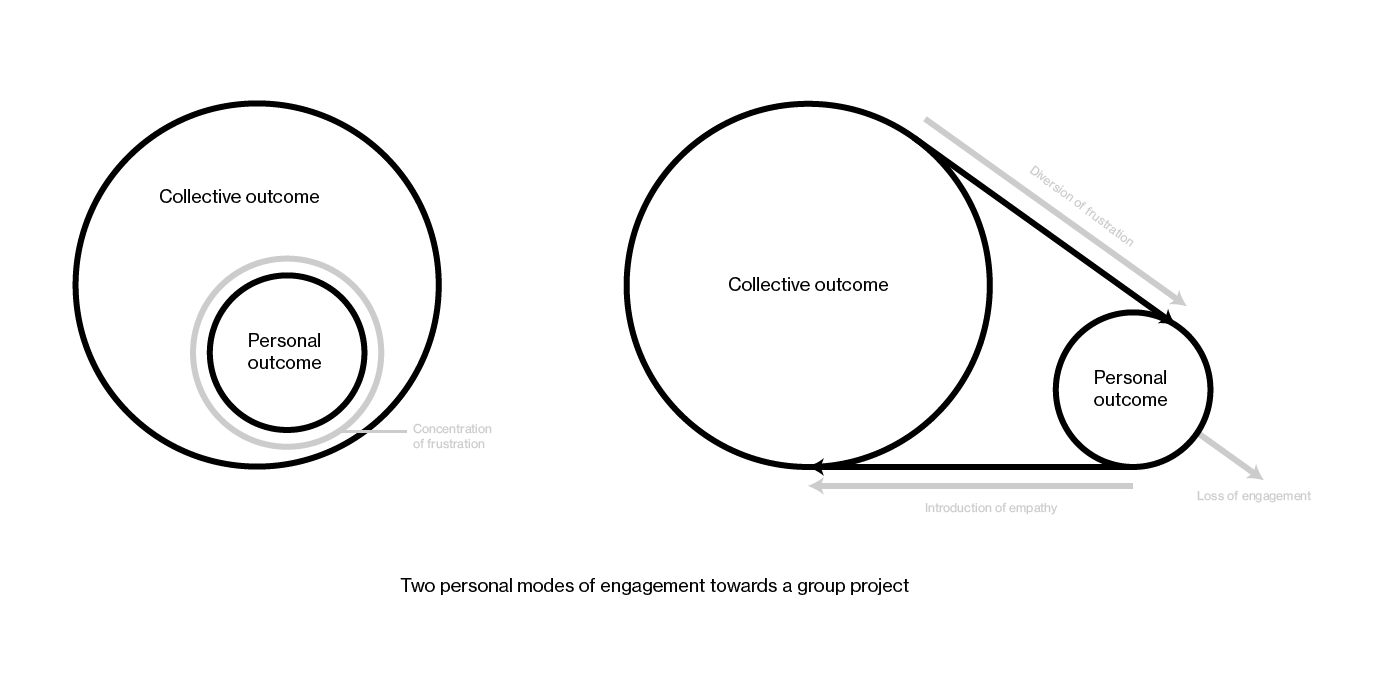 Collective outcome
Personal
outcome
Concentration
of frustration
Collective outcome
Diversion of frustration
Personal
outcome
Loss of engagement
Introduction of empathy
Two personal modes of engagement towards a group project